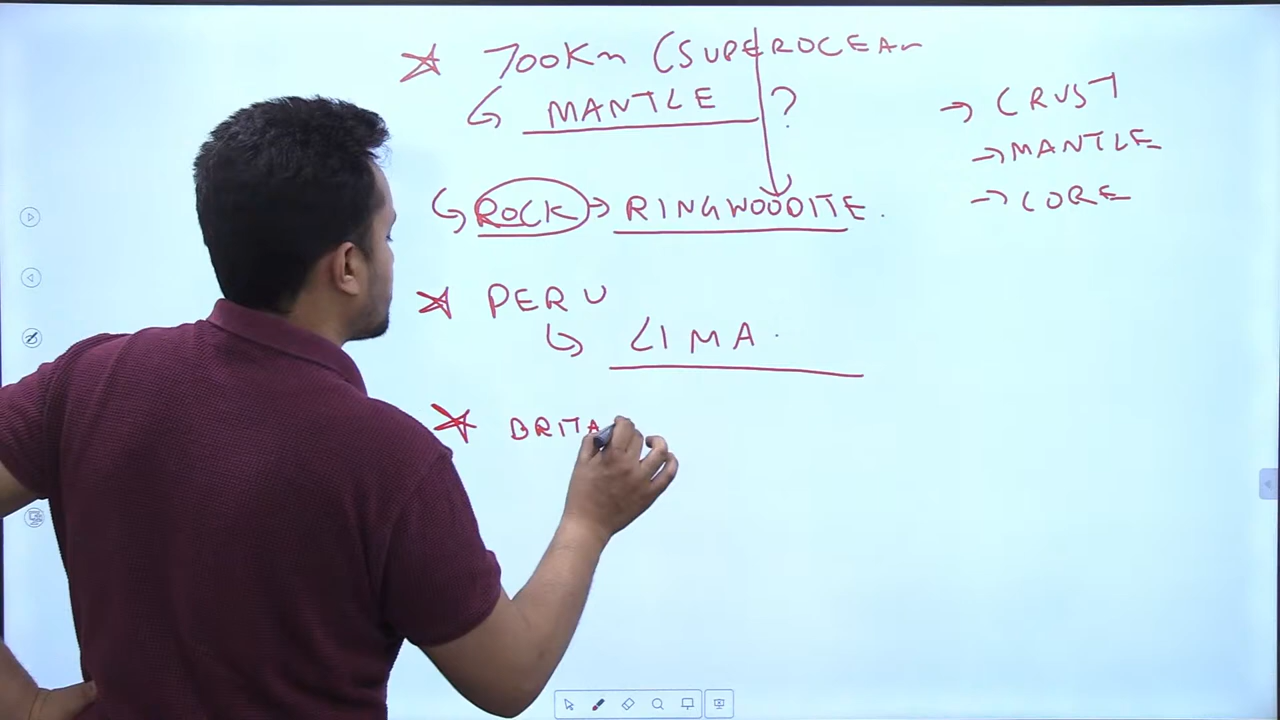 700Km (SUPEROCEAN
MANTLE ?
ROCK → RINGWOODITE.
→ CRUST
→ MANTLE
→ CORE
PERU
LIMA.
BRITA